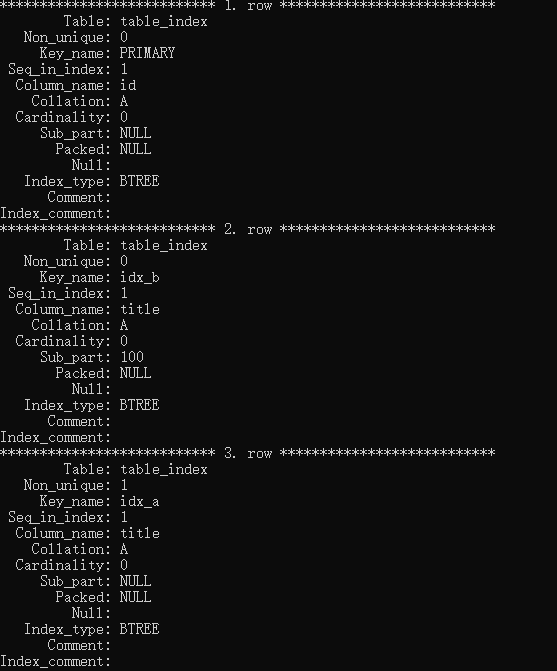 *************************** 1. row ***************************
        Table: table_index
   Non_unique: 0
     Key_name: PRIMARY
 Seq_in_index: 1
  Column_name: id
    Collation: A
  Cardinality: 0
     Sub_part: NULL
       Packed: NULL
         Null:
   Index_type: BTREE
      Comment:
Index_comment:
*************************** 2. row ***************************
        Table: table_index
   Non_unique: 0
     Key_name: idx_b
 Seq_in_index: 1
  Column_name: title
    Collation: A
  Cardinality: 0
     Sub_part: 100
       Packed: NULL
         Null:
   Index_type: BTREE
      Comment:
Index_comment:
*************************** 3. row ***************************
        Table: table_index
   Non_unique: 1
     Key_name: idx_a
 Seq_in_index: 1
  Column_name: title
    Collation: A
  Cardinality: 0
     Sub_part: NULL
       Packed: NULL
         Null:
   Index_type: BTREE
      Comment:
Index_comment: